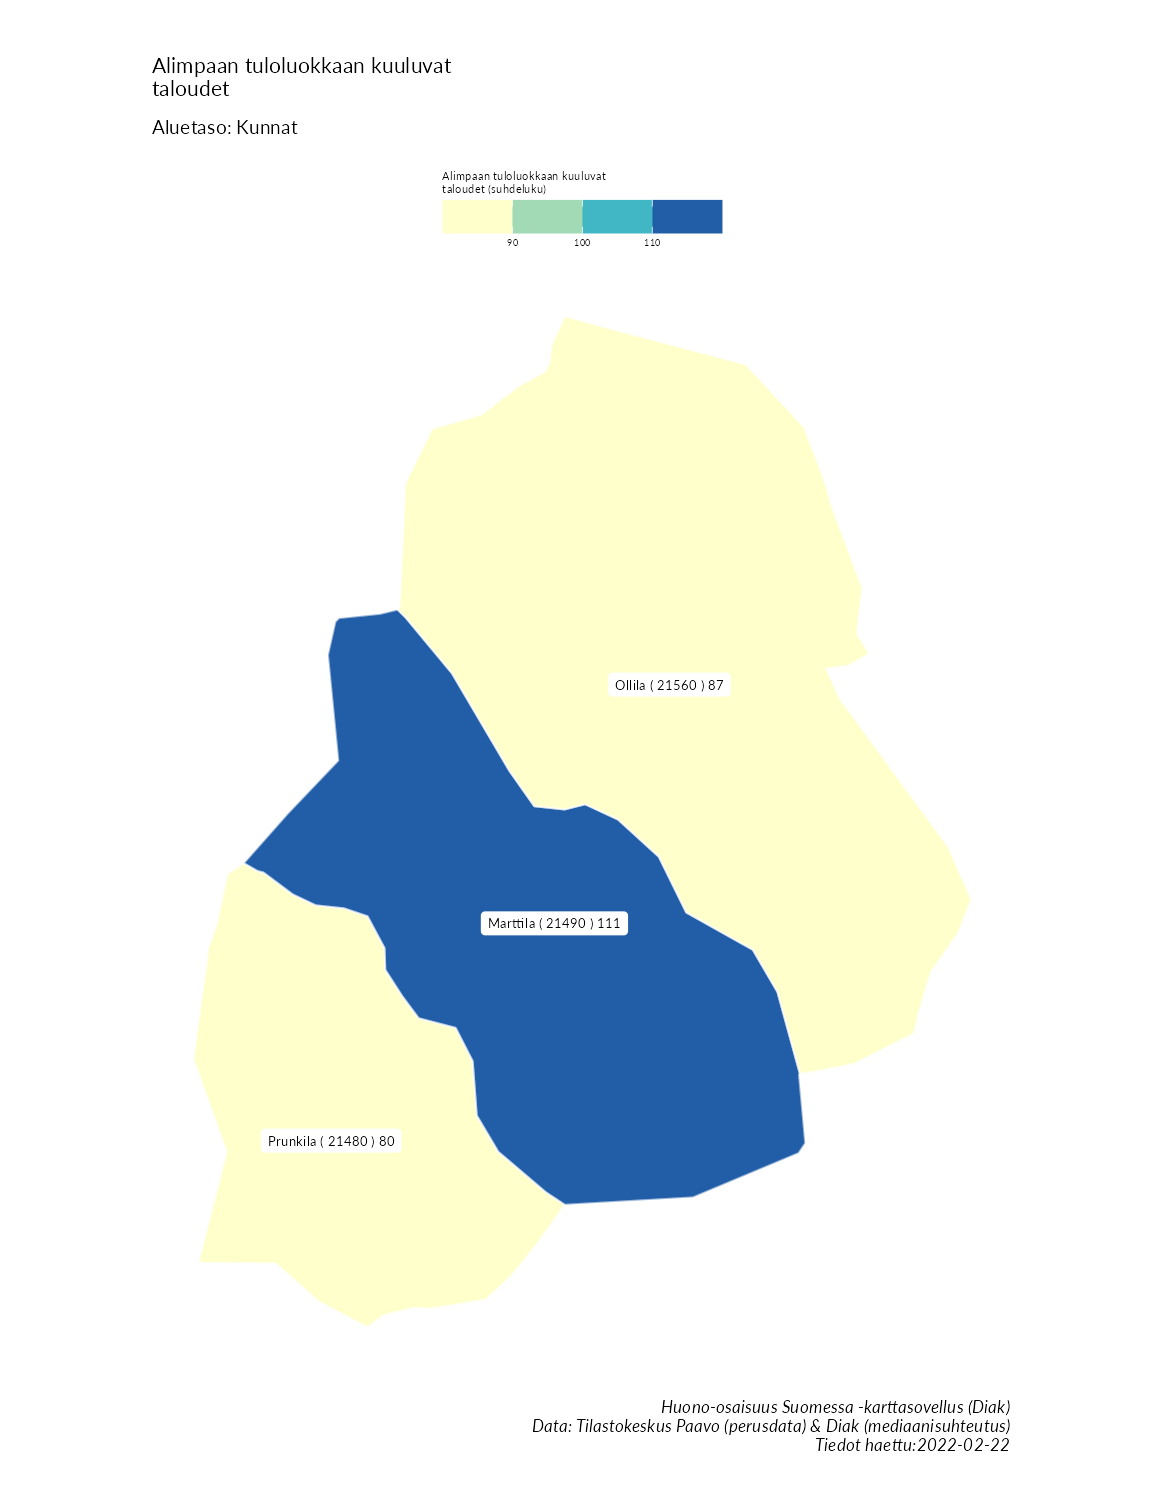 Alimpaan tuloluokkaan kuuluvat
taloudet
Aluetaso: Kunnat
Alimpaan tuloluokkaan kuuluvat
taloudet (suhdeluku)
90 100 110
Ollila ( 21560 ) 87
Marttila ( 21490 ) 111
Prunkila ( 21480 ) 80
Huono-osaisuus Suomessa -karttasovellus (Diak)
Data: Tilastokeskus Paavo (perusdata) & Diak (mediaanisuhteutus)
Tiedot haettu:2022-02-22